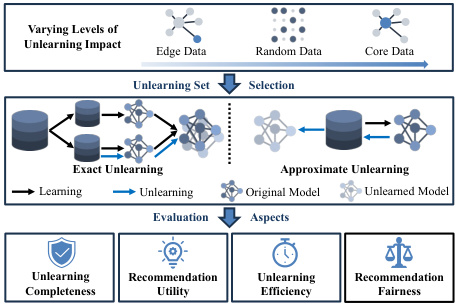 Varying Levels of
Unlearning Impact
Edge Data
Random Data
Core Data
Unlearning Set
Selection
Exact Unlearning
Approximate Unlearning
Learning
Unlearning
Original Model
Unlearned Model
Evaluation
Aspects
Unlearning
Completeness
Recommendation
Utility
Unlearning
Efficiency
Recommendation
Fairness